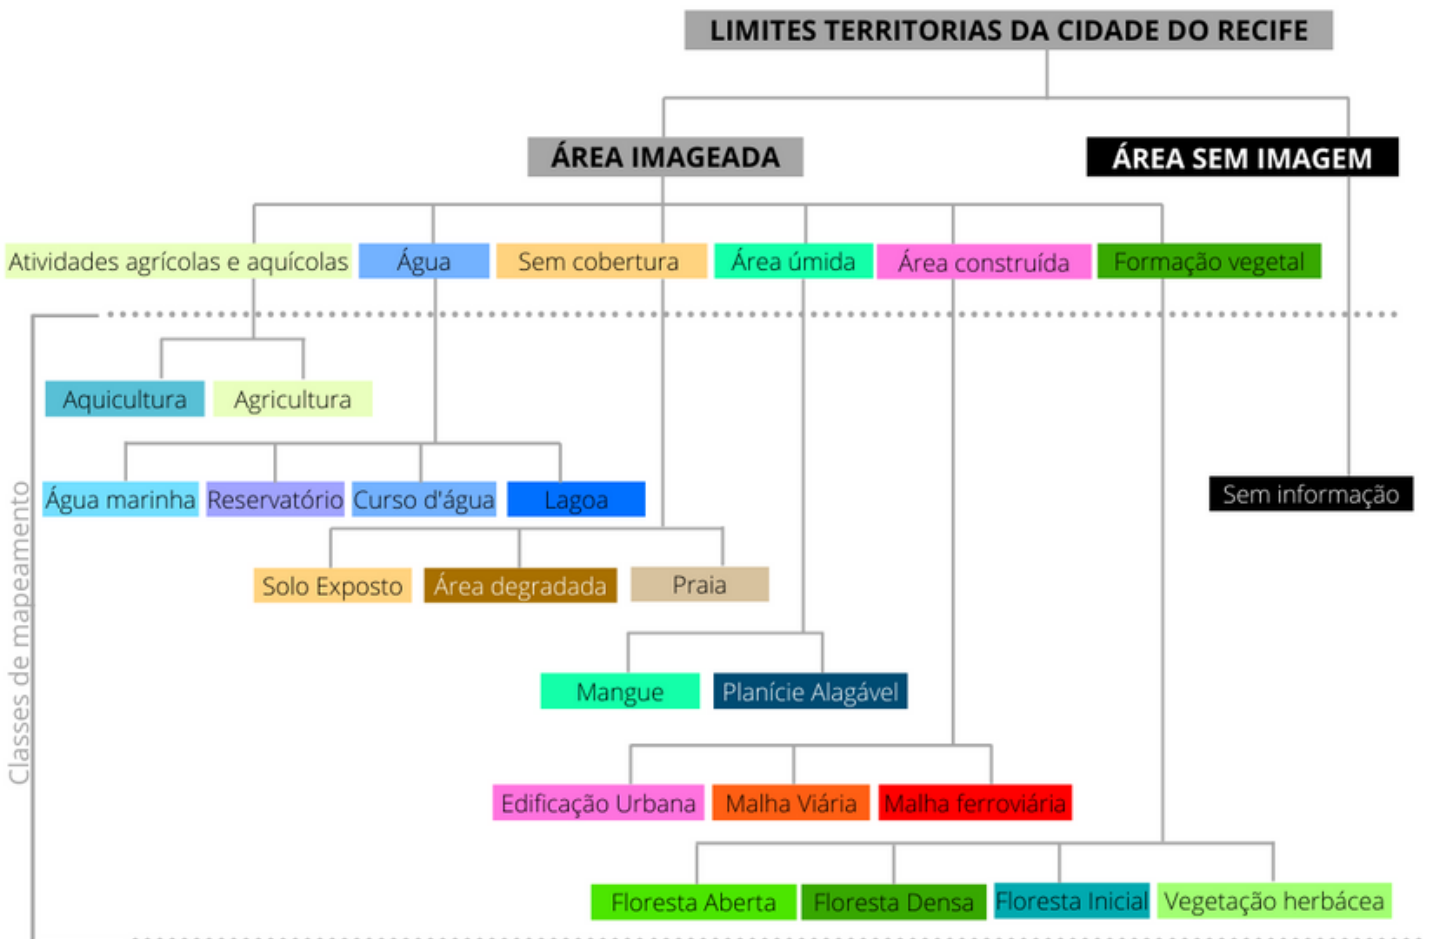 LIMITES TERRITORIAS DA CIDADE DO RECIFE
ÁREA IMAGEADA
ÁREA SEM IMAGEM
Atividades agrícolas e aquícolas
Água
Sem cobertura
Área úmida
Área construída
Formação vegetal
Classes de mapeamento
Aquicultura
Agricultura
Água marinha
Reservatório
Curso d'água
Lagoa
Sem informação
Solo Exposto
Área degradada
Praia
Mangue
Planície Alagável
Edificação Urbana
Malha Viária
Malha ferroviária
Floresta Aberta
Floresta Densa
Floresta Inicial
Vegetação herbácea